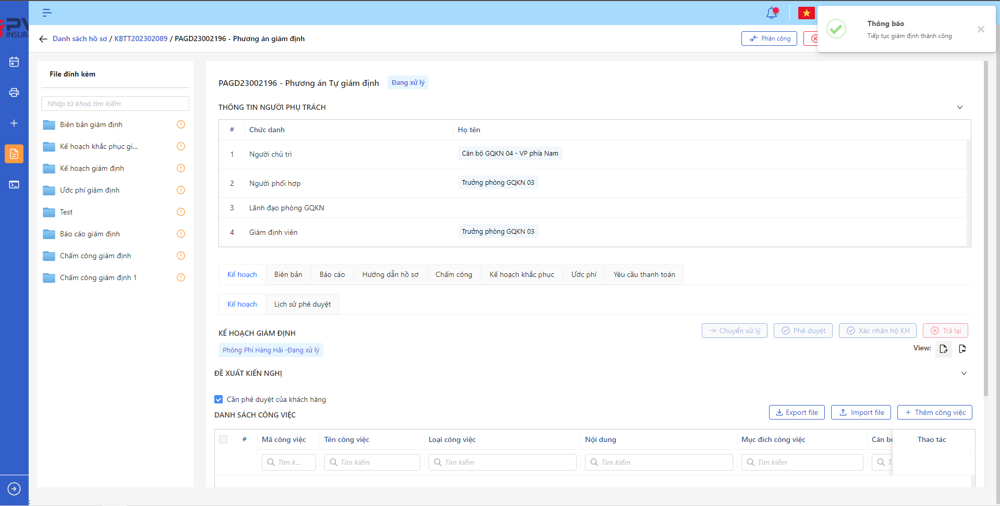 PV
INSURA
Thông báo
Tiếp tục giám định thành công
Danh sách hồ sơ / KBTT202302089 / PAGD23002196 - Phương án giám định
Phân công
File đính kèm
Nhập từ khoá tìm kiếm
Biên bản giám định
Kế hoạch khắc phục gi...
Kế hoạch giám định
Ước phí giám định
Test
Báo cáo giám định
Chấm công giám định
Chấm công giám định 1
PAGD23002196 - Phương án Tự giám định
Đang xử lý
THÔNG TIN NGƯỜI PHỤ TRÁCH
# Chức danh Họ tên
1 Người chủ trì Cán bộ GQKN 04 - VP phía Nam
2 Người phối hợp Trưởng phòng GQKN 03
3 Lãnh đạo phòng GQKN
4 Giám định viên Trưởng phòng GQKN 03
Kế hoạch Biên bản Báo cáo Hướng dẫn hồ sơ Chấm công Kế hoạch khắc phục Ước phí Yêu cầu thanh toán
Kế hoạch Lịch sử phê duyệt
KẾ HOẠCH GIÁM ĐỊNH
Chuyển xử lý Phê duyệt Xác nhận hộ KH Trả lại
Phòng Phi Hàng Hải -Đang xử lý
View:
ĐỀ XUẤT KIẾN NGHỊ
Cần phê duyệt của khách hàng
DANH SÁCH CÔNG VIỆC
Export file Import file + Thêm công việc
# Mã công việc Tên công việc Loại công việc Nội dung Mục đích công việc Cán bộ Thao tác
Tìm k... Tìm kiếm Tìm kiếm Tìm kiếm Tìm kiếm